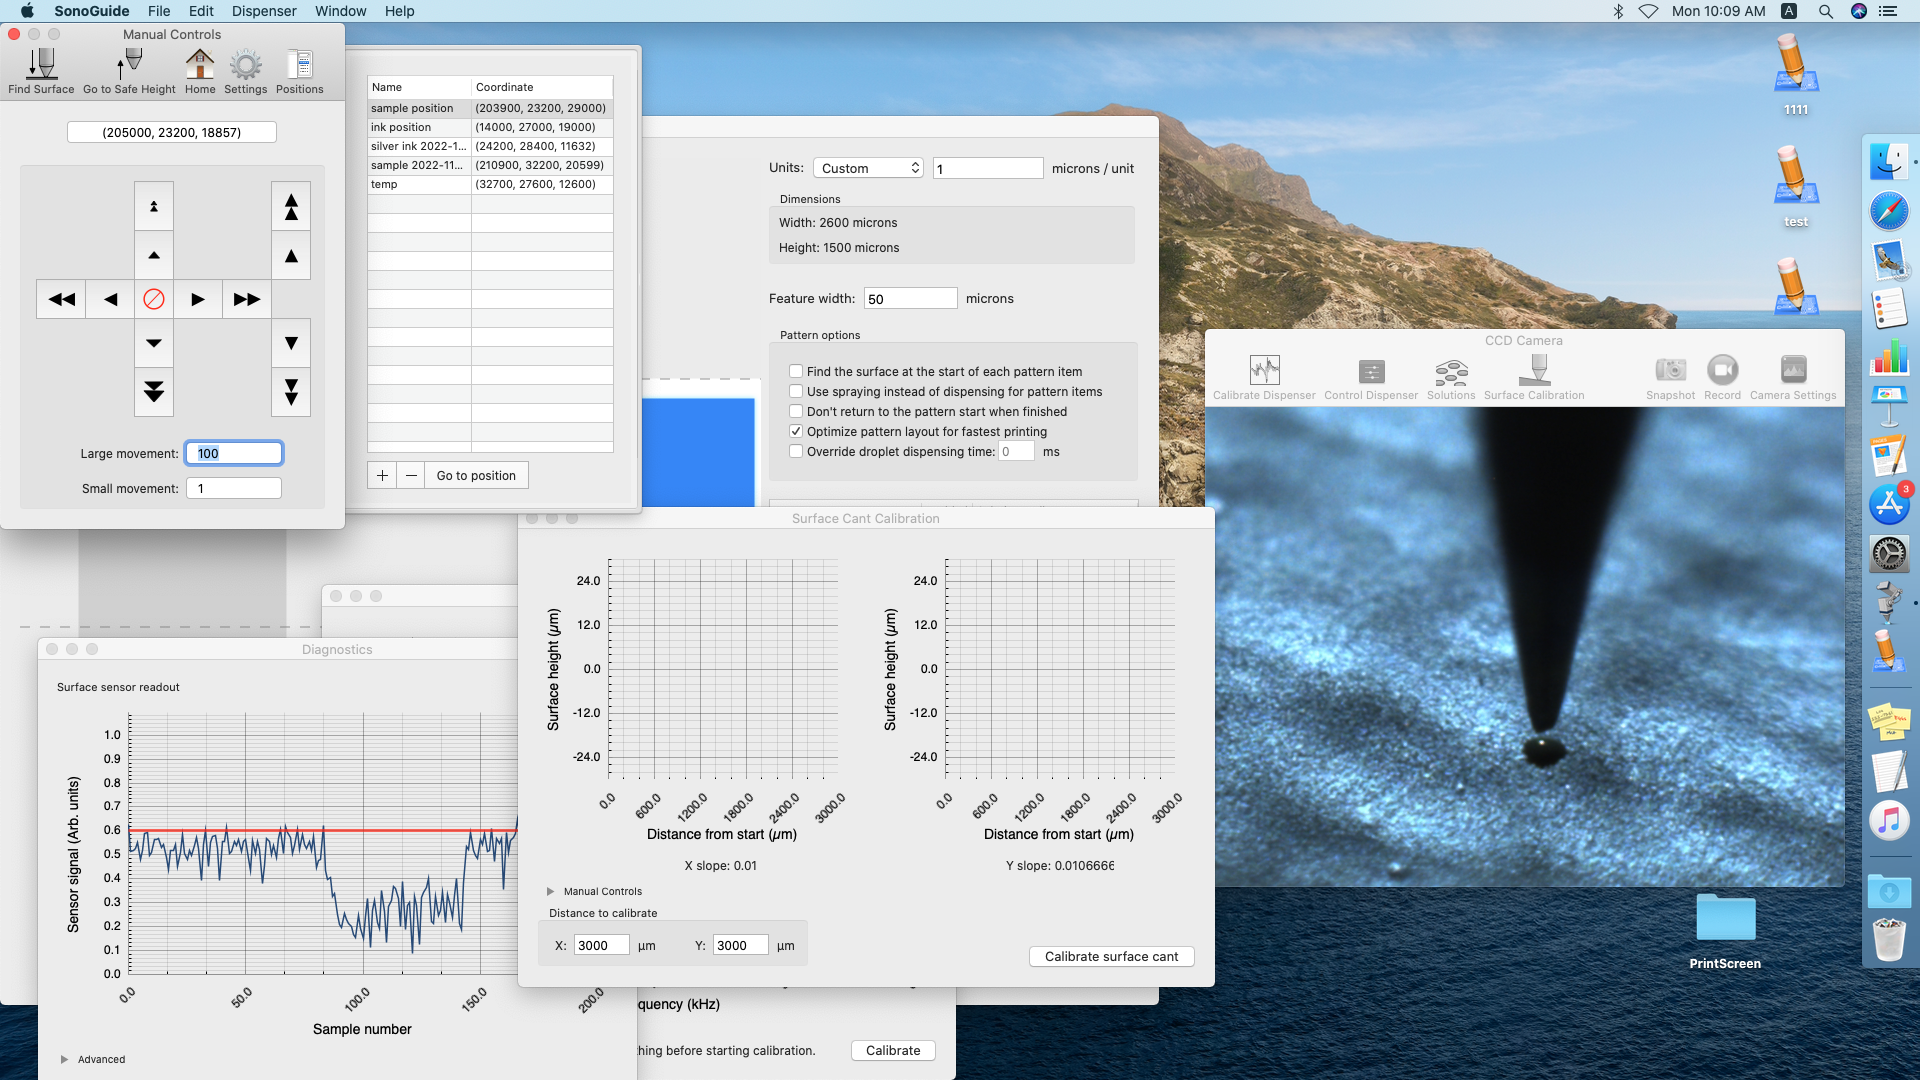 SonoGuide File Edit Dispenser Window Help
Mon 10:09 AM A
Manual Controls
Find Surface Go to Safe Height Home Settings Positions
(205000, 23200, 18857)
Large movement: 100
Small movement: 1
Name Coordinate
sample position (203900, 23200, 29000)
ink position (14000, 27000, 19000)
silver ink 2022-1... (24200, 28400, 11632)
sample 2022-11... (210900, 32200, 20599)
temp (32700, 27600, 12600)
+ − Go to position
Units: Custom 1 microns / unit
Dimensions
Width: 2600 microns
Height: 1500 microns
Feature width: 50 microns
Pattern options
Find the surface at the start of each pattern item
Use spraying instead of dispensing for pattern items
Don't return to the pattern start when finished
Optimize pattern layout for fastest printing
Override droplet dispensing time: 0 ms
1111
test
CCD Camera
Calibrate Dispenser Control Dispenser Solutions Surface Calibration Snapshot Record Camera Settings
3
Surface Cant Calibration
Surface height (µm)
24.0
12.0
0.0
-12.0
-24.0
0.0 600.0 1200.0 1800.0 2400.0 3000.0
Distance from start (µm)
X slope: 0.01
Surface height (µm)
24.0
12.0
0.0
-12.0
-24.0
0.0 600.0 1200.0 1800.0 2400.0 3000.0
Distance from start (µm)
Y slope: 0.0106666
Manual Controls
Distance to calibrate
X: 3000 µm Y: 3000 µm
Calibrate surface cant
Diagnostics
Surface sensor readout
Sensor signal (Arb. units)
1.0
0.9
0.8
0.7
0.6
0.5
0.4
0.3
0.2
0.1
0.0
0.0 50.0 100.0 150.0 200.0
Sample number
Advanced
quency (kHz)
thing before starting calibration. Calibrate
PrintScreen